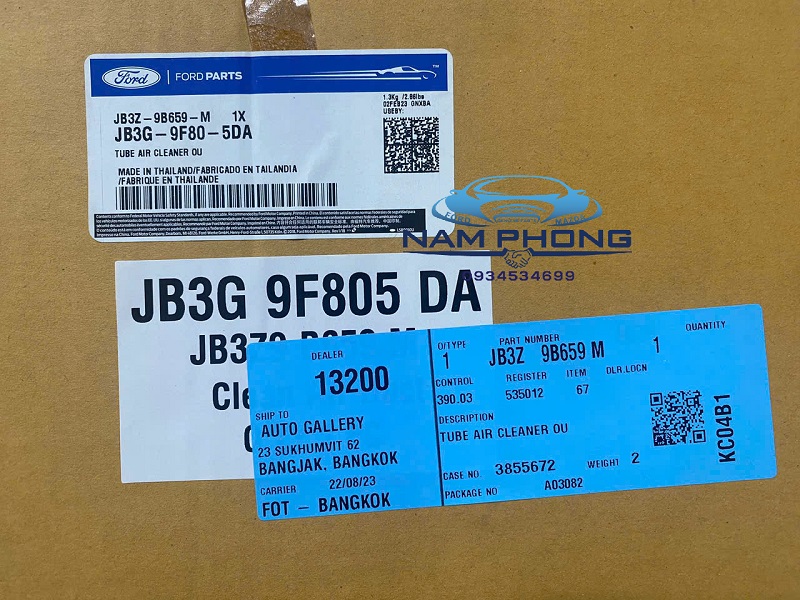 Ford
FORD PARTS
JB3Z-9B659-M 1X
JB3G-9F80-5DA
TUBE AIR CLEANER OU
1.3Kg /2.86lbs
02FEB23 GNXBA
USEBY:
MADE IN THAILAND/FABRICADO EN TAILANDIA
/FABRIQUE EN THAILANDE
FORD
MAZDA
NAM PHONG
0934534699
JB3G 9F805 DA
DEALER
13200
SHIP TO
AUTO GALLERY
23 SUKHUMVIT 62
BANGJAK, BANGKOK
CARRIER
22/08/23
FOT - BANGKOK
O/TYPE PART NUMBER QUANTITY
1 JB3Z 9B659 M 1
CONTROL REGISTER ITEM DLR.LOCN
390.03 535012 67
DESCRIPTION
TUBE AIR CLEANER OU
CASE NO. 3855672 WEIGHT 2
PACKAGE NO A03082
KC04B1